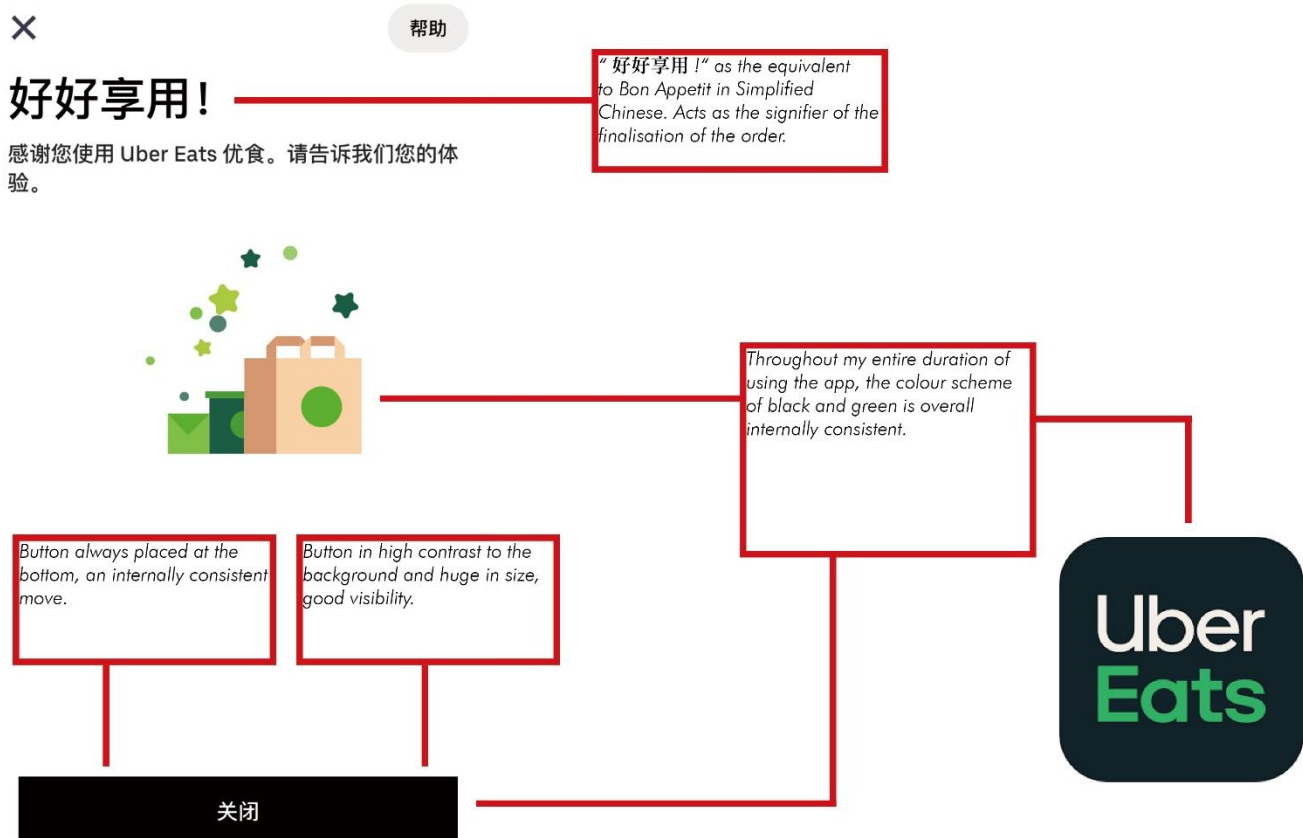 帮助
好好享用！
感谢您使用 Uber Eats 优食。请告诉我们您的体
验。
“ 好好享用 !“ as the equivalent
to Bon Appetit in Simplified
Chinese. Acts as the signifier of the
finalisation of the order.
Throughout my entire duration of
using the app, the colour scheme
of black and green is overall
internally consistent.
Button always placed at the
bottom, an internally consistent
move.
Button in high contrast to the
background and huge in size,
good visibility.
Uber
Eats
关闭